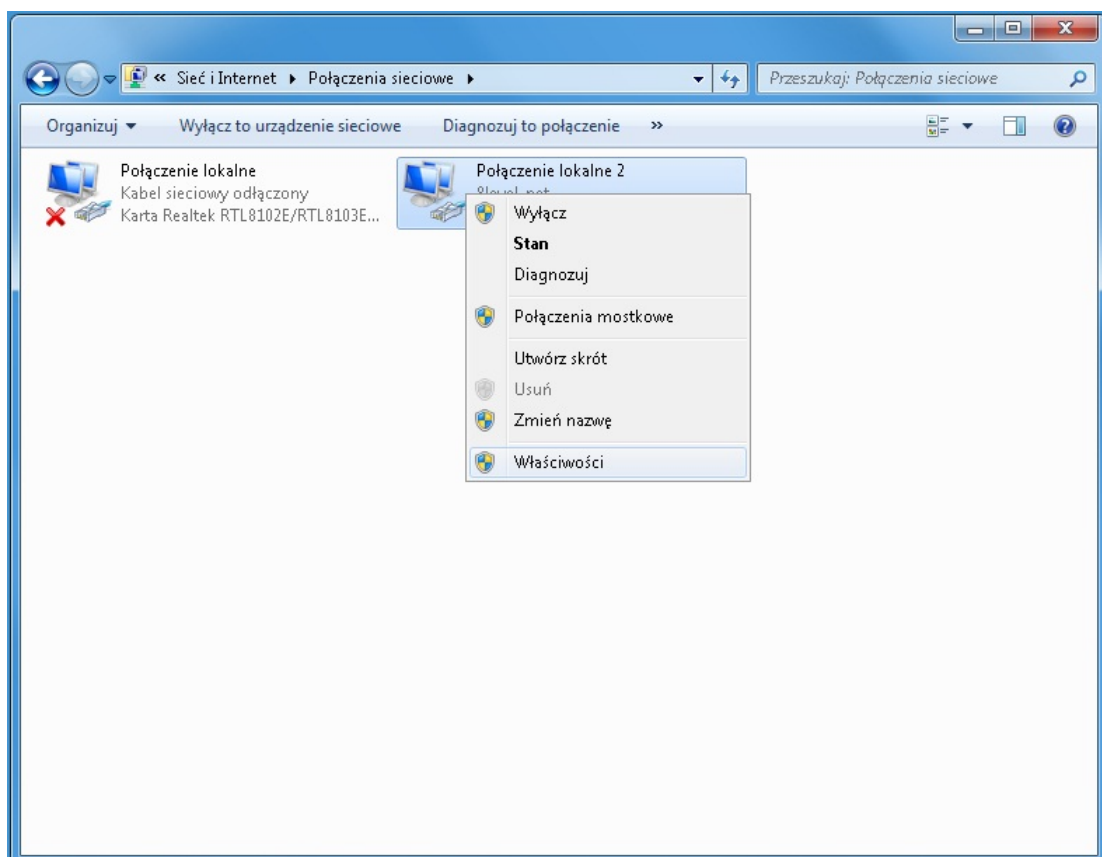 « Sieć i Internet ▸ Połączenia sieciowe ▸
Przeszukaj: Połączenia sieciowe
Organizuj Wyłącz to urządzenie sieciowe Diagnozuj to połączenie »
Połączenie lokalne
Kabel sieciowy odłączony
Karta Realtek RTL8102E/RTL8103E...
Połączenie lokalne 2
Wyłącz
Stan
Diagnozuj
Połączenia mostkowe
Utwórz skrót
Usuń
Zmień nazwę
Właściwości